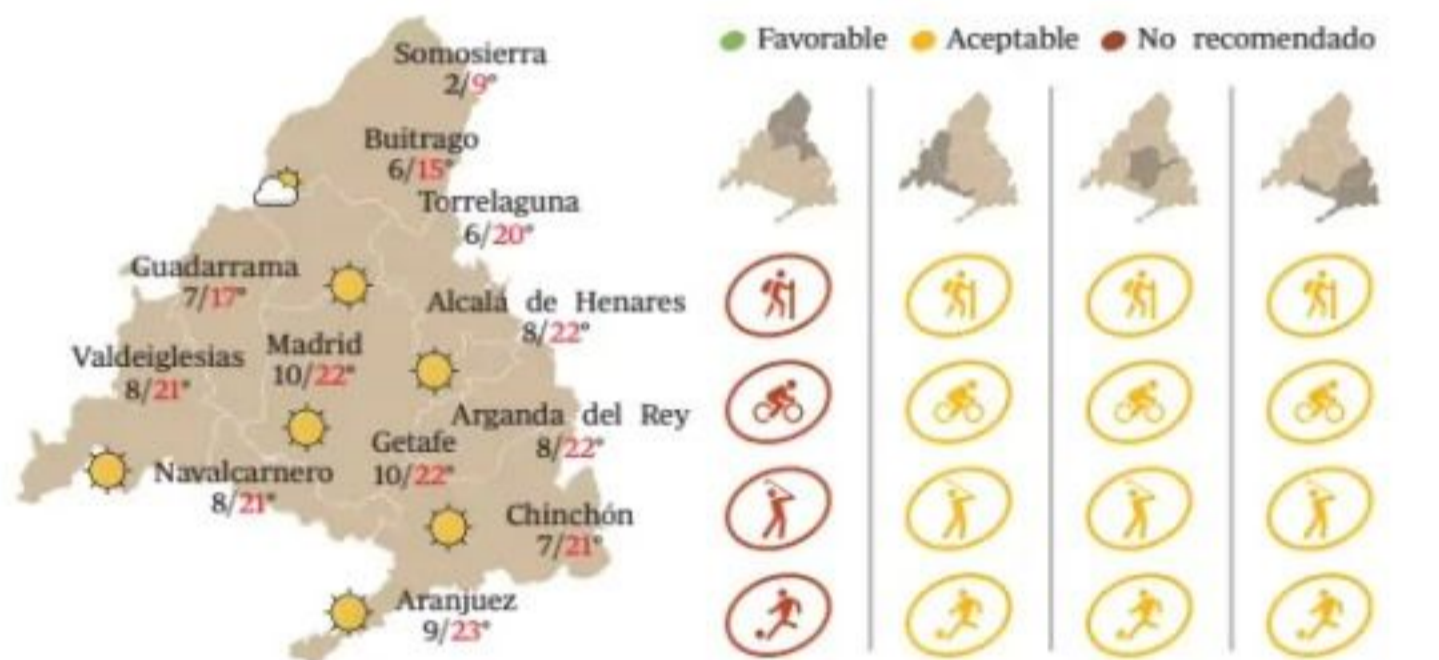 Somosierra
2/9°
Buitrago
6/15°
Torrelaguna
6/20°
Guadarrama
7/17°
Alcalá de Henares
8/22°
Valdeiglesias
8/21°
Madrid
10/22°
Arganda del Rey
8/22°
Getafe
10/22°
Navalcarnero
8/21°
Chinchón
7/21°
Aranjuez
9/23°
Favorable Aceptable No recomendado